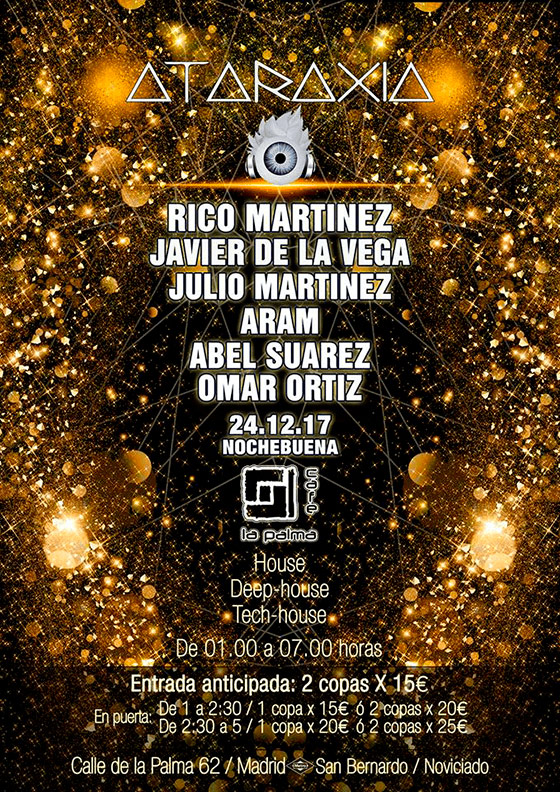 ATARAXIA
RICO MARTINEZ
JAVIER DE LA VEGA
JULIO MARTINEZ
ARAM
ABEL SUAREZ
OMAR ORTIZ
24.12.17
NOCHEBUENA
cafe
la palma
House
Deep-house
Tech-house
De 01.00 a 07.00 horas
Entrada anticipada: 2 copas X 15€
En puerta: De 1 a 2:30 / 1 copa x 15€ ó 2 copas x 20€
De 2:30 a 5 / 1 copa x 20€ ó 2 copas x 25€
Calle de la Palma 62 / Madrid San Bernardo / Noviciado